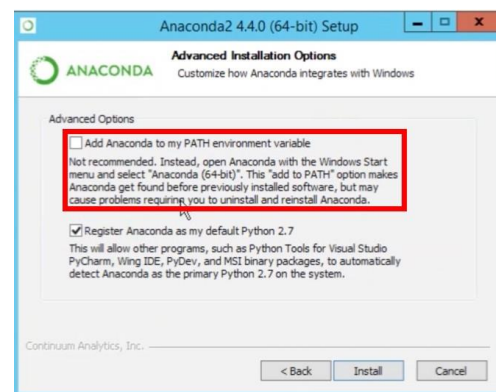 Anaconda2 4.4.0 (64-bit) Setup
ANACONDA
Advanced Installation Options
Customize how Anaconda integrates with Windows
Advanced Options
Add Anaconda to my PATH environment variable
Not recommended. Instead, open Anaconda with the Windows Start
menu and select "Anaconda (64-bit)". This "add to PATH" option makes
Anaconda get found before previously installed software, but may
cause problems requiring you to uninstall and reinstall Anaconda.
Register Anaconda as my default Python 2.7
This will allow other programs, such as Python Tools for Visual Studio
PyCharm, Wing IDE, PyDev, and MSI binary packages, to automatically
detect Anaconda as the primary Python 2.7 on the system.
Continuum Analytics, Inc.
< Back Install Cancel